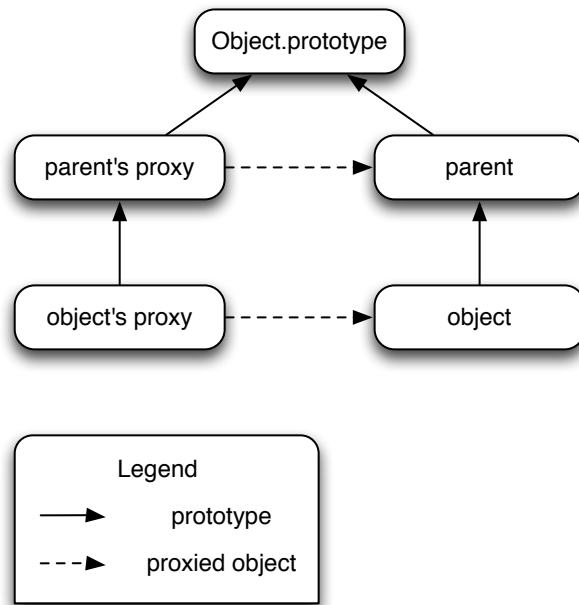 Object.prototype
parent's proxy
parent
object's proxy
object
Legend
prototype
proxied object